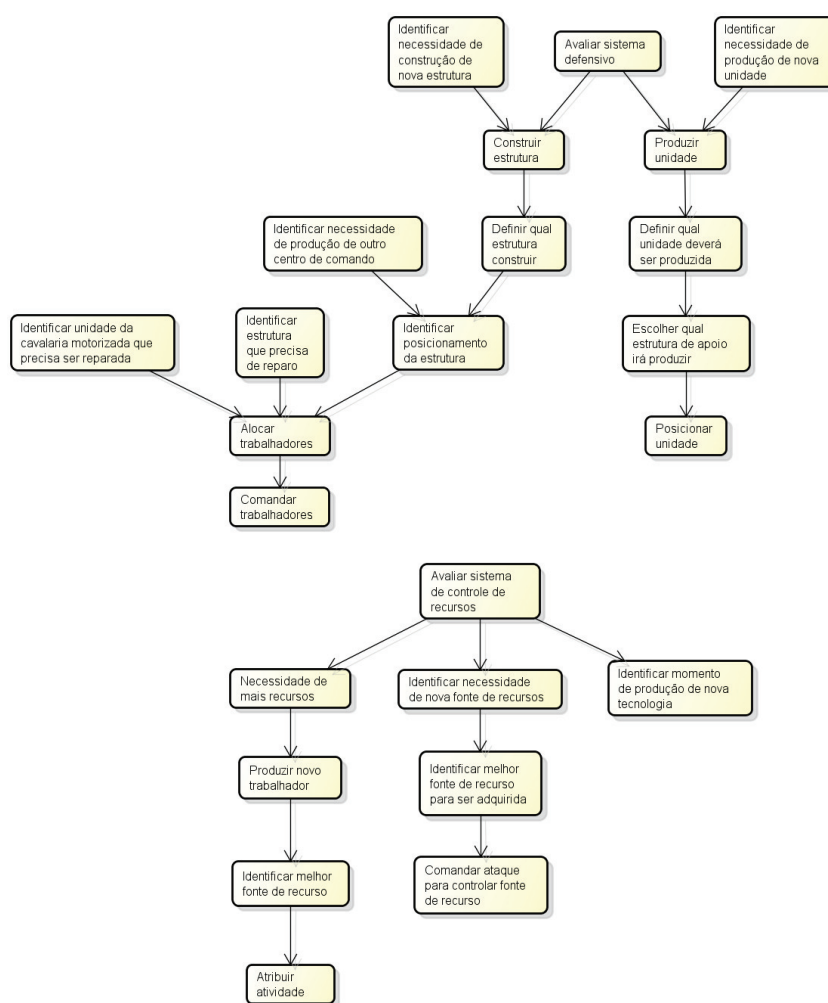 Identificar
necessidade de
construção de
nova estrutura
Avaliar sistema
defensivo
Identificar
necessidade de
produção de nova
unidade
Construir
estrutura
Produzir
unidade
Identificar necessidade
de produção de outro
centro de comando
Definir qual
estrutura
construir
Definir qual
unidade deverá
ser produzida
Identificar unidade da
cavalaria motorizada que
precisa ser reparada
Identificar
estrutura
que precisa
de reparo
Identificar
posicionamento
da estrutura
Escolher qual
estrutura de apoio
irá produzir
Alocar
trabalhadores
Posicionar
unidade
Comandar
trabalhadores
Avaliar sistema
de controle de
recursos
Necessidade de
mais recursos
Identificar necessidade
de nova fonte de recursos
Identificar momento
de produção de nova
tecnologia
Produzir novo
trabalhador
Identificar melhor
fonte de recurso
para ser adquirida
Identificar melhor
fonte de recurso
Comandar ataque
para controlar fonte
de recurso
Atribuir
atividade